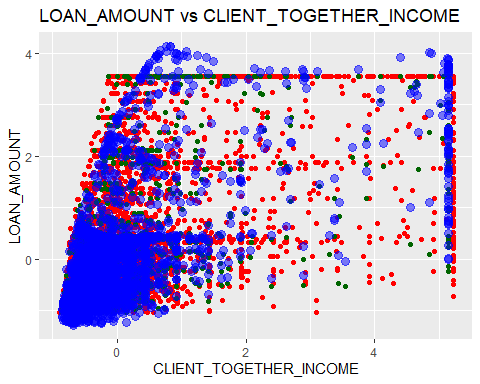 LOAN_AMOUNT vs CLIENT_TOGETHER_INCOME
4
2
0
LOAN_AMOUNT
0 2 4
CLIENT_TOGETHER_INCOME